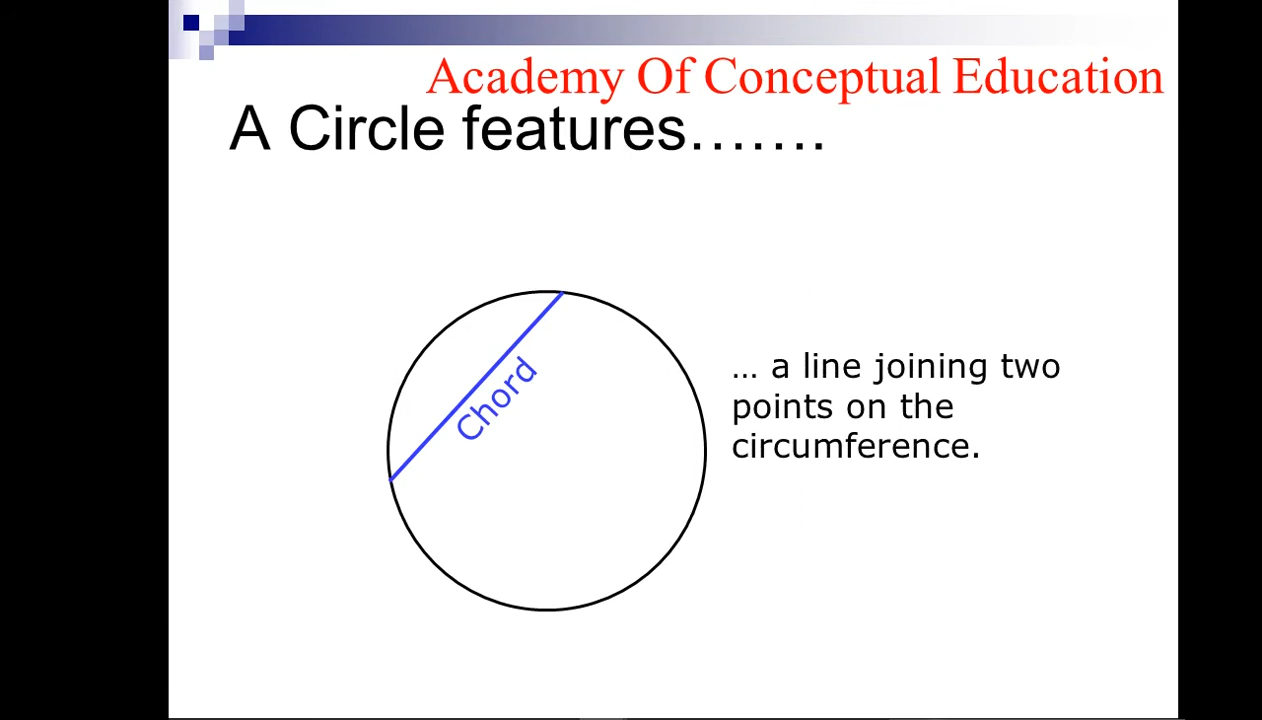 Academy Of Conceptual Education
A Circle features…….
Chord
… a line joining two
points on the
circumference.